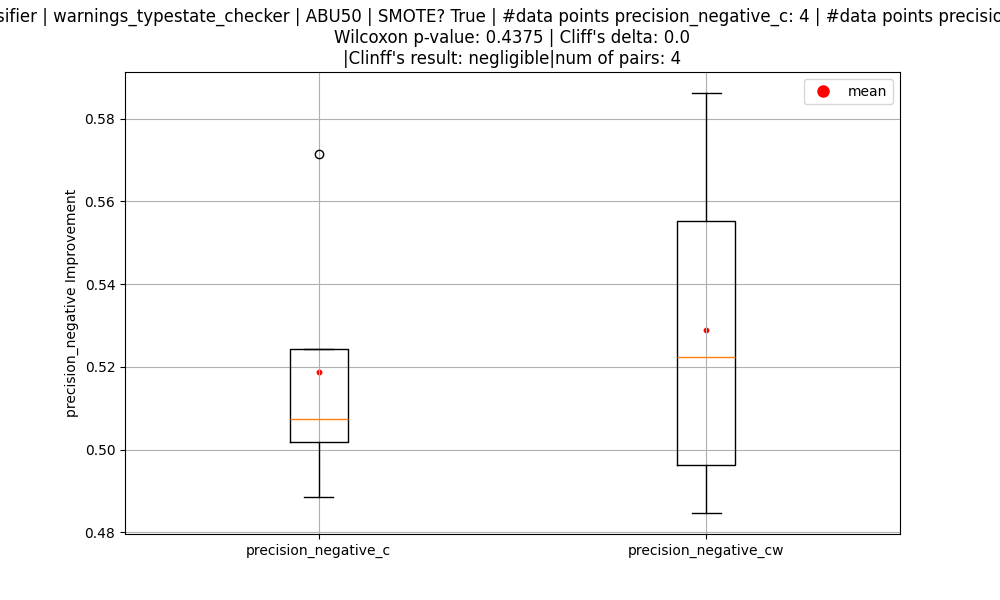 | warnings_typestate_checker | ABU50 | SMOTE? True | #data points precision_negative_c: 4 | #data points
Wilcoxon p-value: 0.4375 | Cliff's delta: 0.0
|Clinff's result: negligible|num of pairs: 4
mean
0.58
0.56
0.54
0.52
0.50
0.48
precision_negative Improvement
precision_negative_c
precision_negative_cw